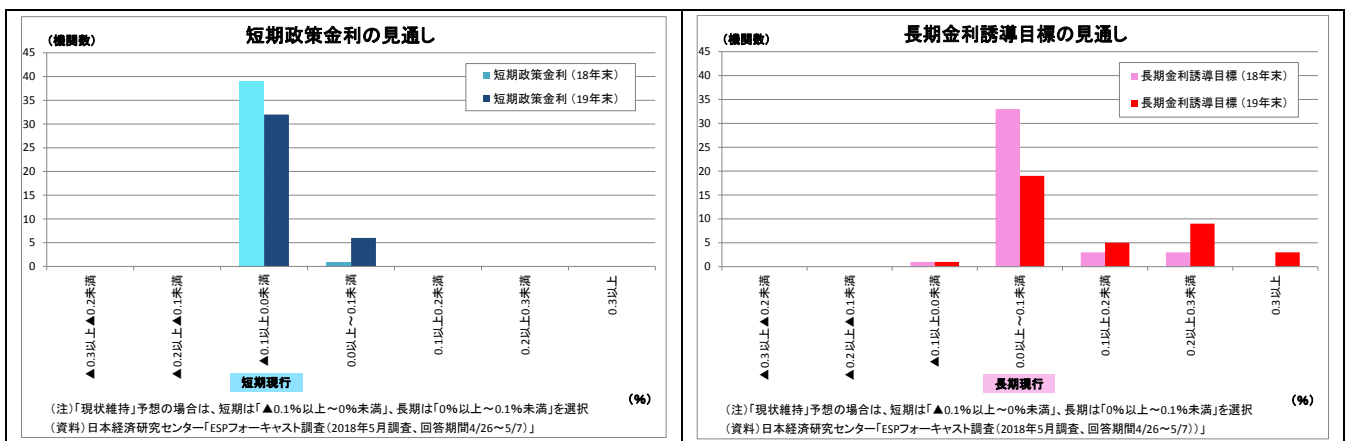 短期政策金利の見通し
(機関数)
45
40
35
30
25
20
15
10
5
0
短期政策金利（18年末）
短期政策金利（19年末）
▲0.3以上▲0.2未満
▲0.2以上▲0.1未満
▲0.1以上0.0未満
0.0以上～0.1未満
0.1以上0.2未満
0.2以上0.3未満
0.3以上
短期現行
(%)
（注）「現状維持」予想の場合は、短期は「▲0.1%以上～0%未満」、長期は「0%以上～0.1%未満」を選択
（資料）日本経済研究センター「ESPフォーキャスト調査（2018年5月調査、回答期間4/26～5/7）」
長期金利誘導目標の見通し
(機関数)
45
40
35
30
25
20
15
10
5
0
長期金利誘導目標（18年末）
長期金利誘導目標（19年末）
▲0.3以上▲0.2未満
▲0.2以上▲0.1未満
▲0.1以上0.0未満
0.0以上～0.1未満
0.1以上0.2未満
0.2以上0.3未満
0.3以上
長期現行
(%)
（注）「現状維持」予想の場合は、短期は「▲0.1%以上～0%未満」、長期は「0%以上～0.1%未満」を選択
（資料）日本経済研究センター「ESPフォーキャスト調査（2018年5月調査、回答期間4/26～5/7））」